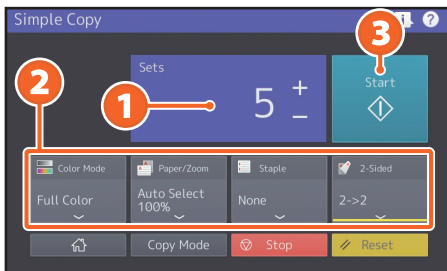 Simple Copy
?
3
2
Sets
Start
1
5 + -
Color Mode
Paper/Zoom
Staple
2-Sided
Full Color
Auto Select
100%
None
2->2
Copy Mode
Stop
Reset